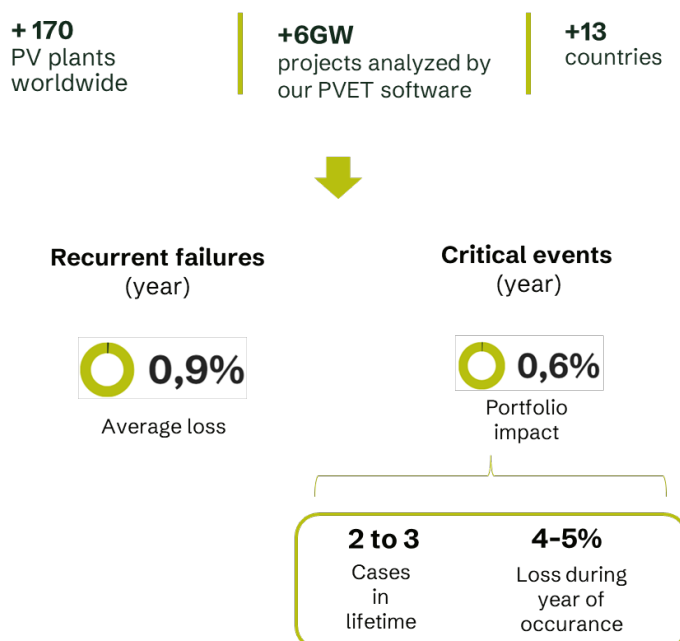 + 170
PV plants
worldwide
+6GW
projects analyzed by
our PVET software
+13
countries
Recurrent failures
(year)
0,9%
Average loss
Critical events
(year)
0,6%
Portfolio
impact
2 to 3
Cases
in
lifetime
4-5%
Loss during
year of
occurance